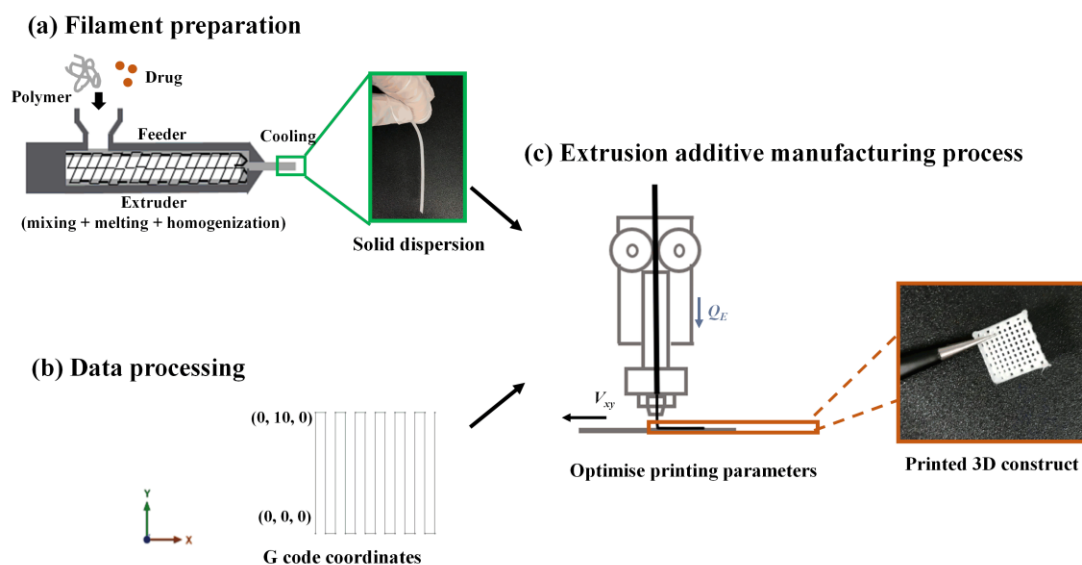 (a) Filament preparation
Polymer
Drug
Feeder
Cooling
Extruder
(mixing + melting + homogenization)
Solid dispersion
(b) Data processing
(0, 10, 0)
(0, 0, 0)
Y
X
G code coordinates
(c) Extrusion additive manufacturing process
Q_E
V_xy
Optimise printing parameters
Printed 3D construct